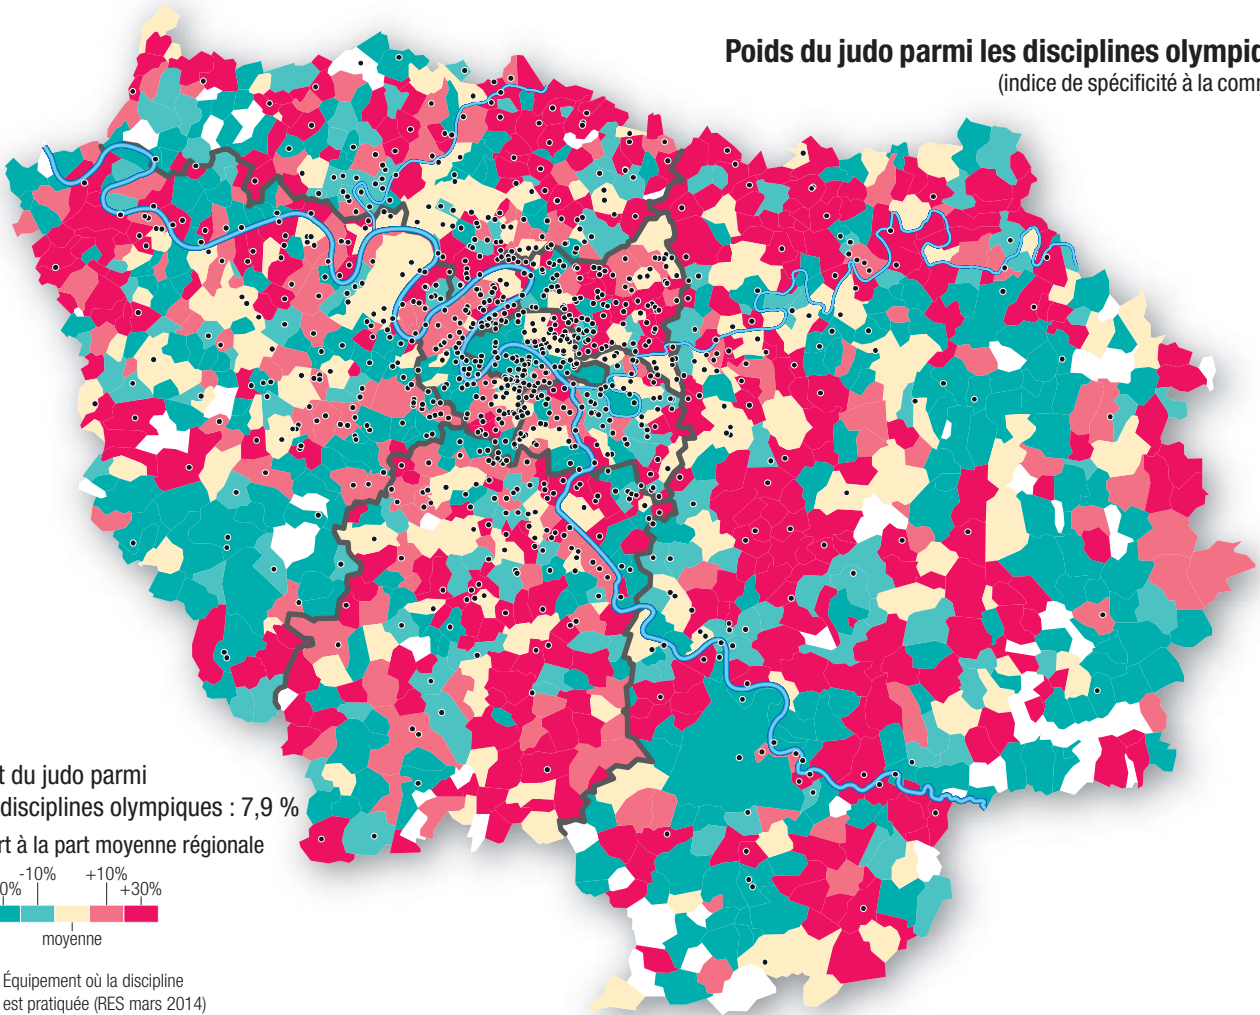 Poids du judo parmi les disciplines olympiq
(indice de spécificité à la comm
t du judo parmi
disciplines olympiques : 7,9 %
rt à la part moyenne régionale
-10% +10%
0% +30%
moyenne
Équipement où la discipline
est pratiquée (RES mars 2014)